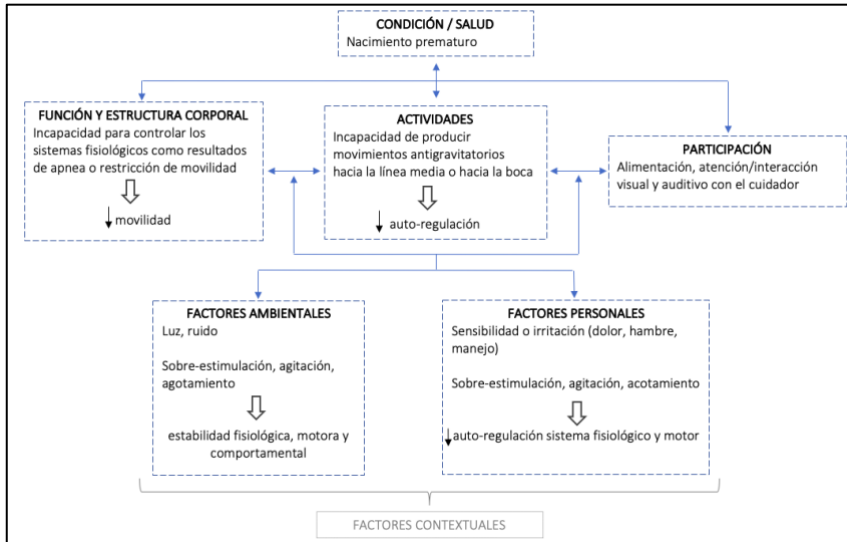 CONDICIÓN / SALUD
Nacimiento prematuro
FUNCIÓN Y ESTRUCTURA CORPORAL
Incapacidad para controlar los
sistemas fisiológicos como resultados
de apnea o restricción de movilidad
movilidad
ACTIVIDADES
Incapacidad de producir
movimientos antigravitatorios
hacia la línea media o hacia la boca
auto-regulación
PARTICIPACIÓN
Alimentación, atención/interacción
visual y auditivo con el cuidador
FACTORES AMBIENTALES
Luz, ruido
Sobre-estimulación, agitación,
agotamiento
estabilidad fisiológica, motora y
comportamental
FACTORES PERSONALES
Sensibilidad o irritación (dolor, hambre,
manejo)
Sobre-estimulación, agitación, acotamiento
auto-regulación sistema fisiológico y motor
FACTORES CONTEXTUALES